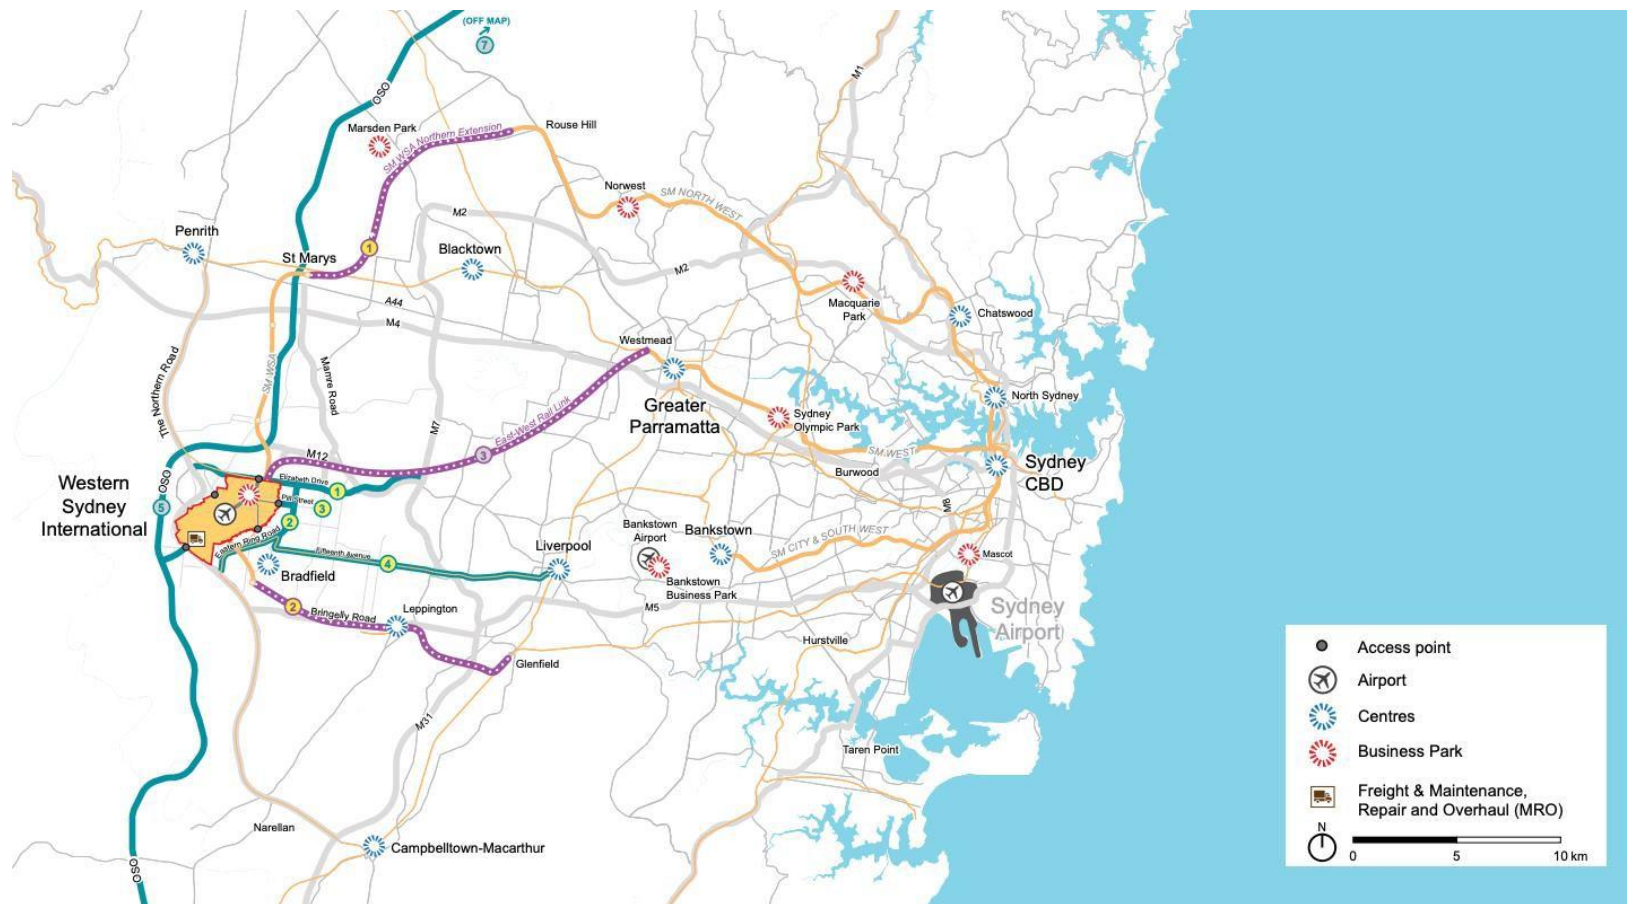 (OFF MAP)
7
OSO
M1
Marsden Park
SM WSA Northern Extension
Rouse Hill
Norwest
SM NORTH WEST
M2
Penrith
St Marys
1
Blacktown
M2
A44
M4
Macquarie
Park
Chatswood
Westmead
The Northern Road
SM WSA
Mamre Road
Greater
Parramatta
North Sydney
Sydney
Olympic Park
M7
East-West Rail Link
3
M12
SM WEST
Burwood
Sydney
CBD
Western
Sydney
International
OSO
5
Elizabeth Drive
1
Pitt Street
3
2
Eastern Ring Road
M8
Bankstown
Airport
Bankstown
SM CITY & SOUTH WEST
Mascot
Fifteenth Avenue
4
Liverpool
Bradfield
Bankstown
Business Park
2
Bringelly Road
Leppington
M5
Sydney
Airport
Hurstville
Glenfield
M31
Taren Point
Narellan
Campbelltown-Macarthur
OSO
Access point
Airport
Centres
Business Park
Freight & Maintenance,
Repair and Overhaul (MRO)
N
0 5 10 km